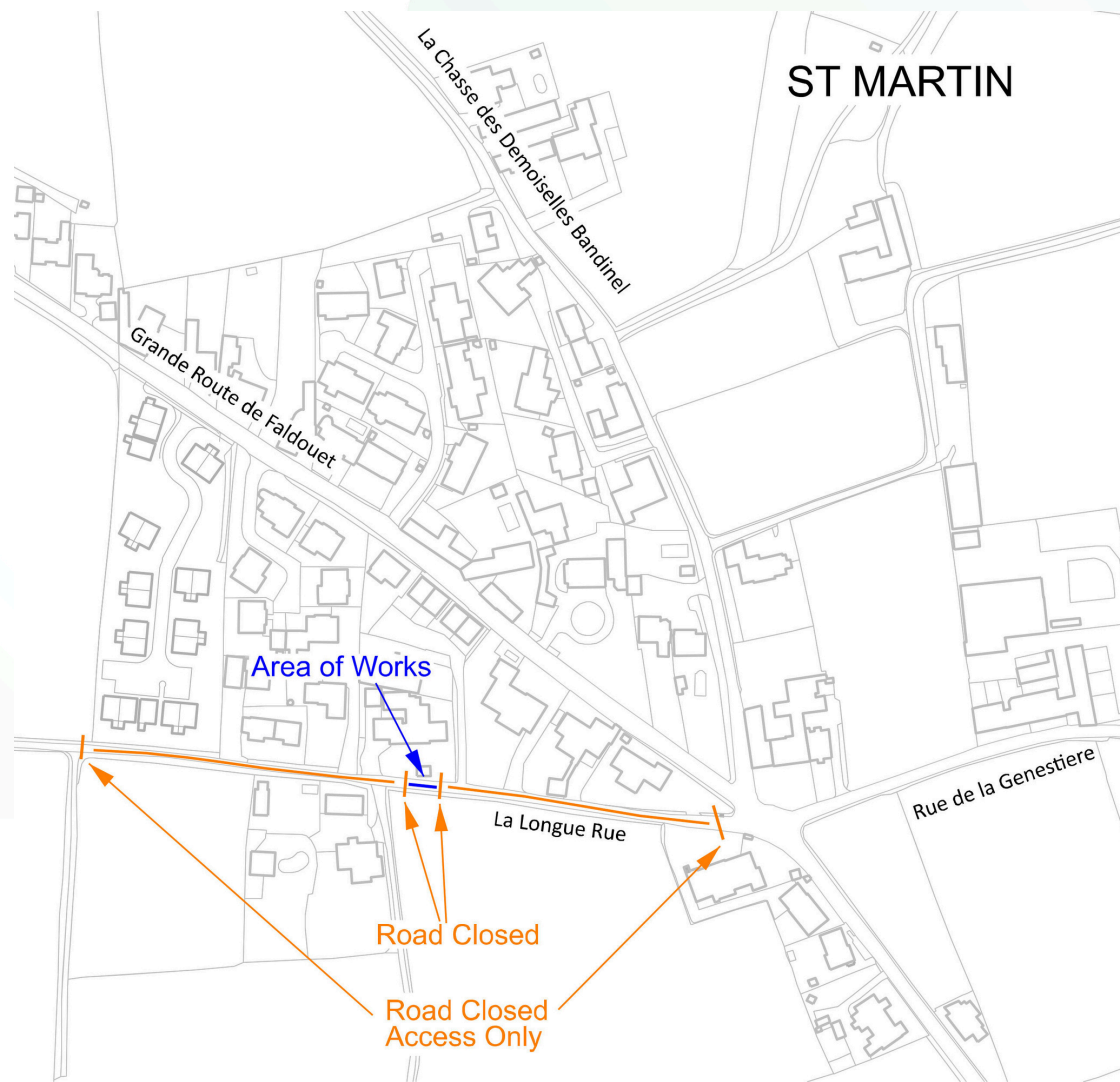 ST MARTIN
La Chasse des Demoiselles Bandinel
Grande Route de Faldouet
Area of Works
Rue de la Genestiere
La Longue Rue
Road Closed
Road Closed
Access Only